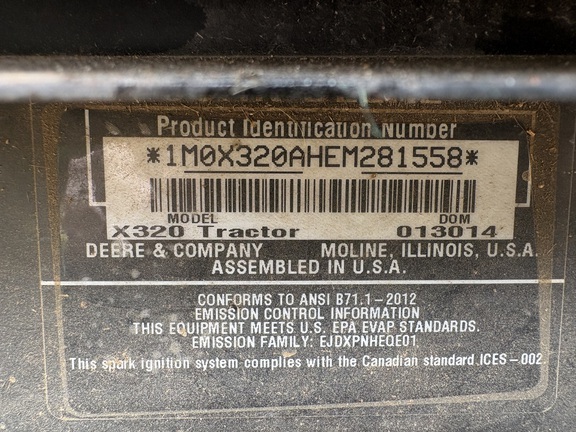 Product Identification Number
*1M0X320AHEM281558*
MODEL DOM
X320 Tractor 013014
DEERE & COMPANY MOLINE, ILLINOIS, U.S.A.
ASSEMBLED IN U.S.A.
CONFORMS TO ANSI B71.1-2012
EMISSION CONTROL INFORMATION
THIS EQUIPMENT MEETS U.S. EPA EVAP STANDARDS.
EMISSION FAMILY: EJDXPNHEQE01
This spark ignition system complies with the Canadian standard ICES-002.